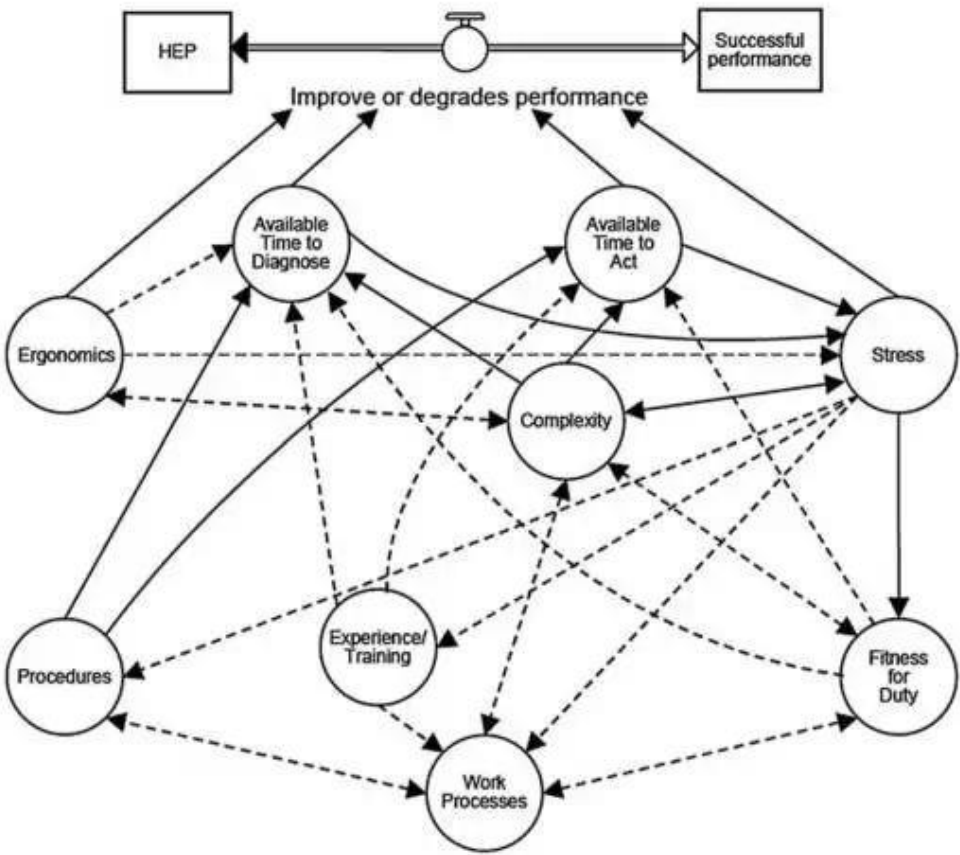 HEP
Successful
performance
Improve or degrades performance
Available
Time to
Diagnose
Available
Time to
Act
Ergonomics
Stress
Complexity
Procedures
Experience/
Training
Fitness
for
Duty
Work
Processes